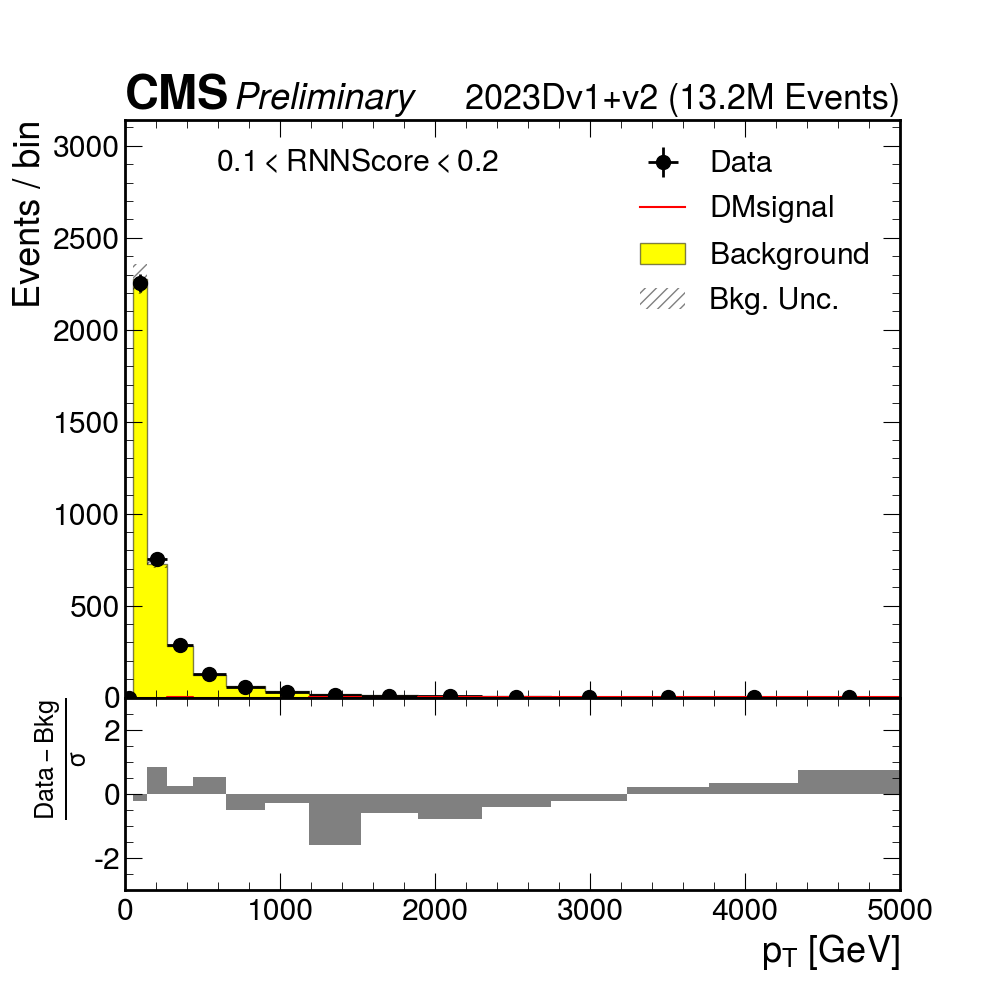 CMS Preliminary 2023Dv1+v2 (13.2M Events)
Events / bin
3000
2500
2000
1500
1000
500
0
0.1 < RNNScore < 0.2
Data
DMsignal
Background
Bkg. Unc.
Data – Bkg
σ
2
0
-2
0 1000 2000 3000 4000 5000
pT [GeV]